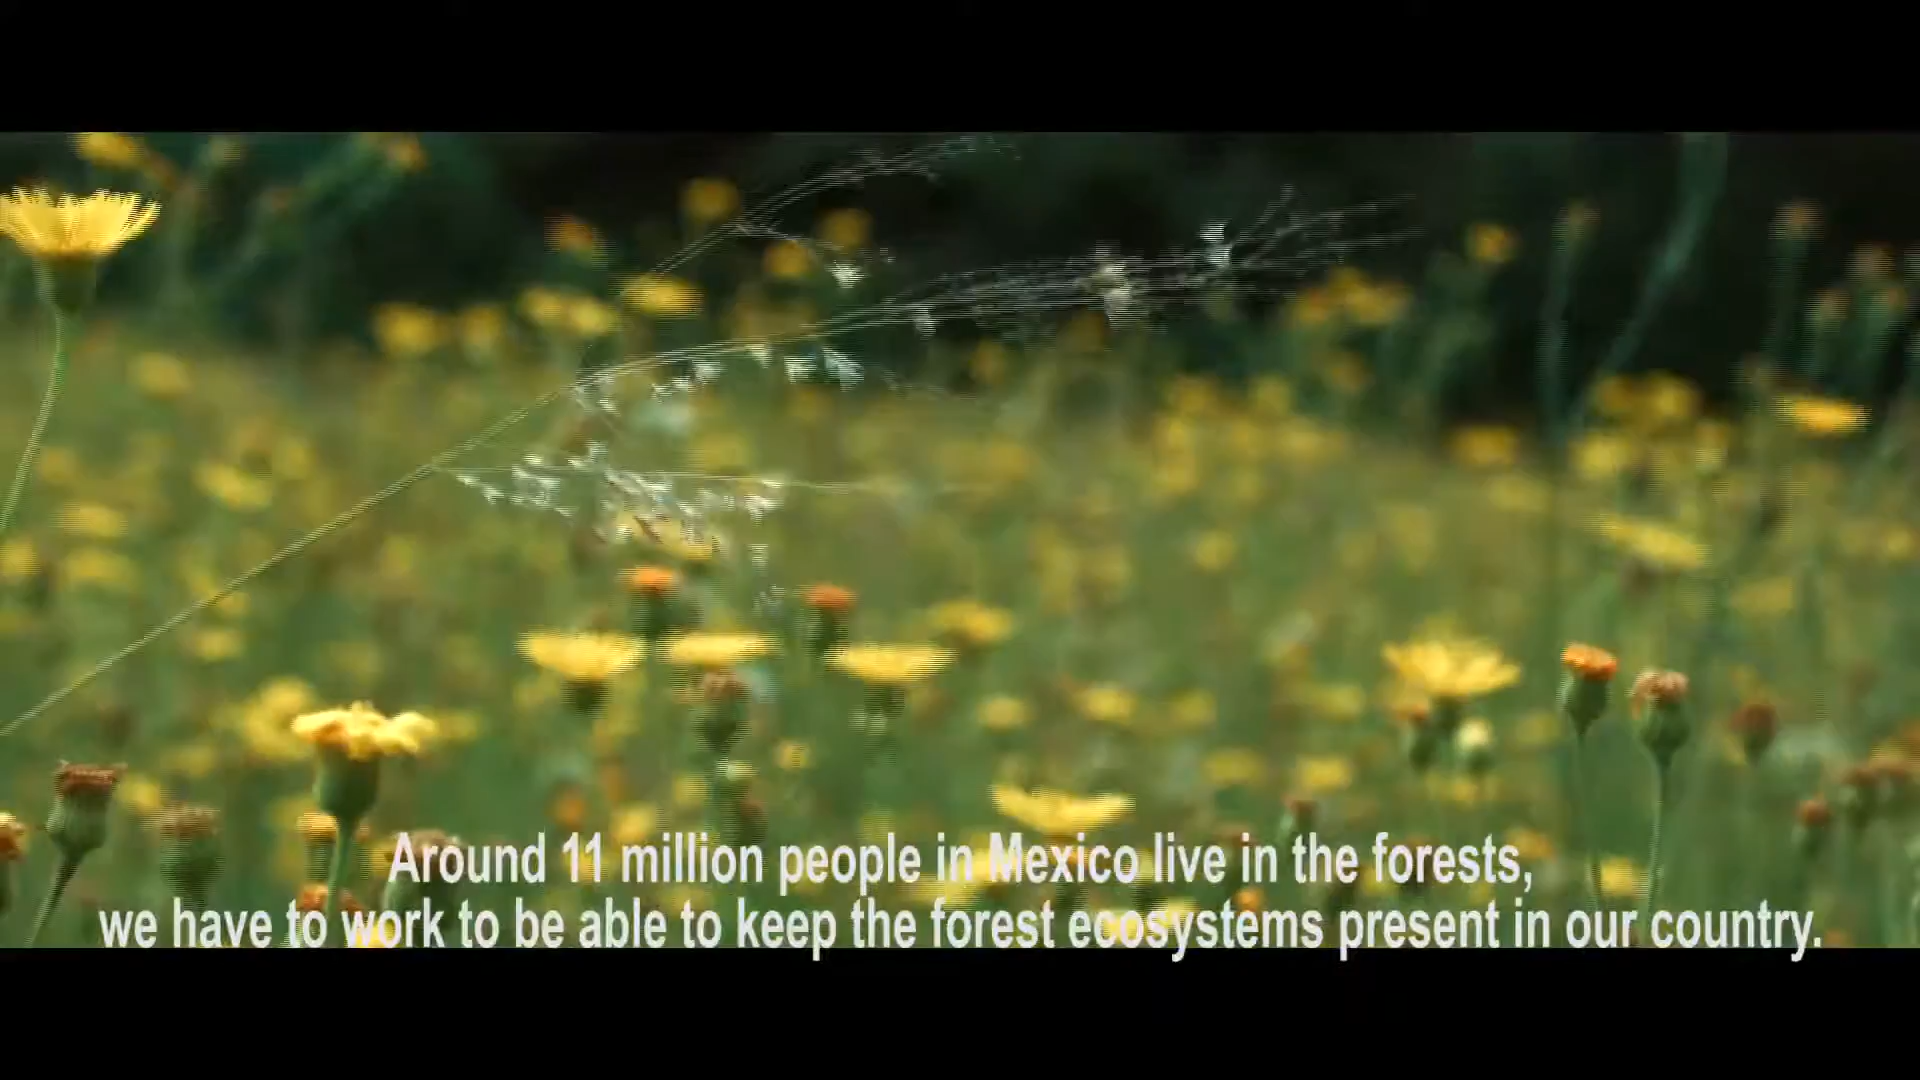 Around 11 million people in Mexico live in the forests,
we have to work to be able to keep the forest ecosystems present in our country.